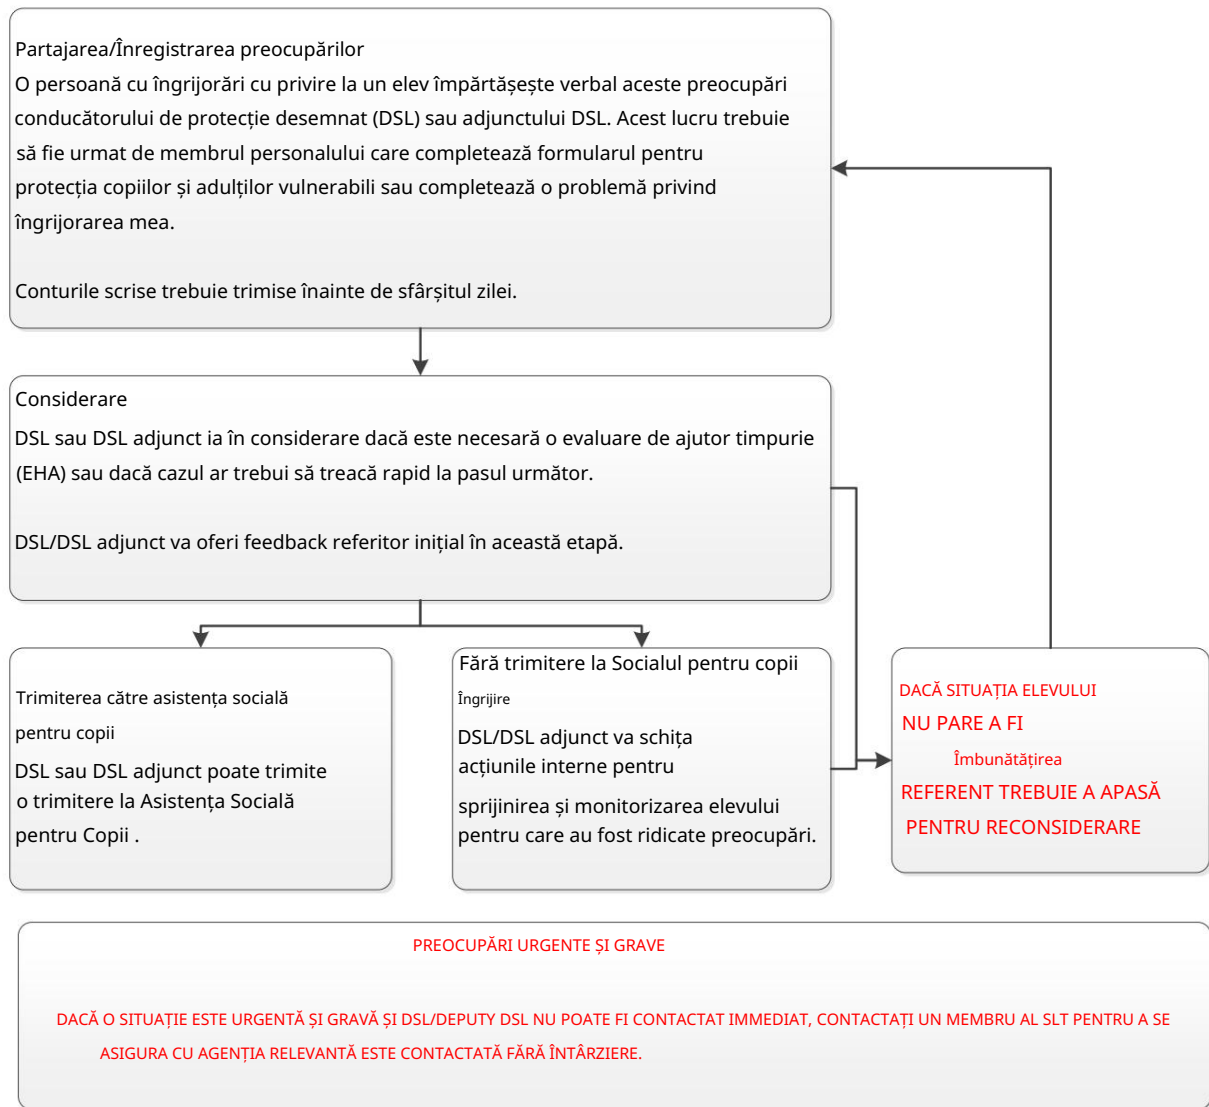 Partajarea/Înregistrarea preocupărilor
O persoană cu îngrijorări cu privire la un elev împărtășește verbal aceste preocupări
conducătorului de protecție desemnat (DSL) sau adjunctului DSL. Acest lucru trebuie
să fie urmat de membrul personalului care completează formularul pentru
protecția copiilor și adulților vulnerabili sau completează o problemă privind
îngrijorarea mea.
Conturile scrise trebuie trimise înainte de sfârșitul zilei.
Considerare
DSL sau DSL adjunct ia în considerare dacă este necesară o evaluare de ajutor timpurie
(EHA) sau dacă cazul ar trebui să treacă rapid la pasul următor.
DSL/DSL adjunct va oferi feedback referitor inițial în această etapă.
Trimiterea către asistența socială
pentru copii
DSL sau DSL adjunct poate trimite
o trimitere la Asistența Socială
pentru Copii .
Fără trimitere la Socialul pentru copii
Îngrijire
DSL/DSL adjunct va schița
acțiunile interne pentru
sprijinirea și monitorizarea elevului
pentru care au fost ridicate preocupări.
DACĂ SITUAȚIA ELEVULUI
NU PARE A FI
Îmbunătățirea
REFERENT TREBUIE A APASĂ
PENTRU RECONSIDERARE
PREOCUPĂRI URGENTE ȘI GRAVE
DACĂ O SITUAȚIE ESTE URGENTĂ ȘI GRAVĂ ȘI DSL/DEPUTY DSL NU POATE FI CONTACTAT IMMEDIAT, CONTACTAȚI UN MEMBRU AL SLT PENTRU A SE
ASIGURA CU AGENȚIA RELEVANTĂ ESTE CONTACTATĂ FĂRĂ ÎNTÂRZIERE.